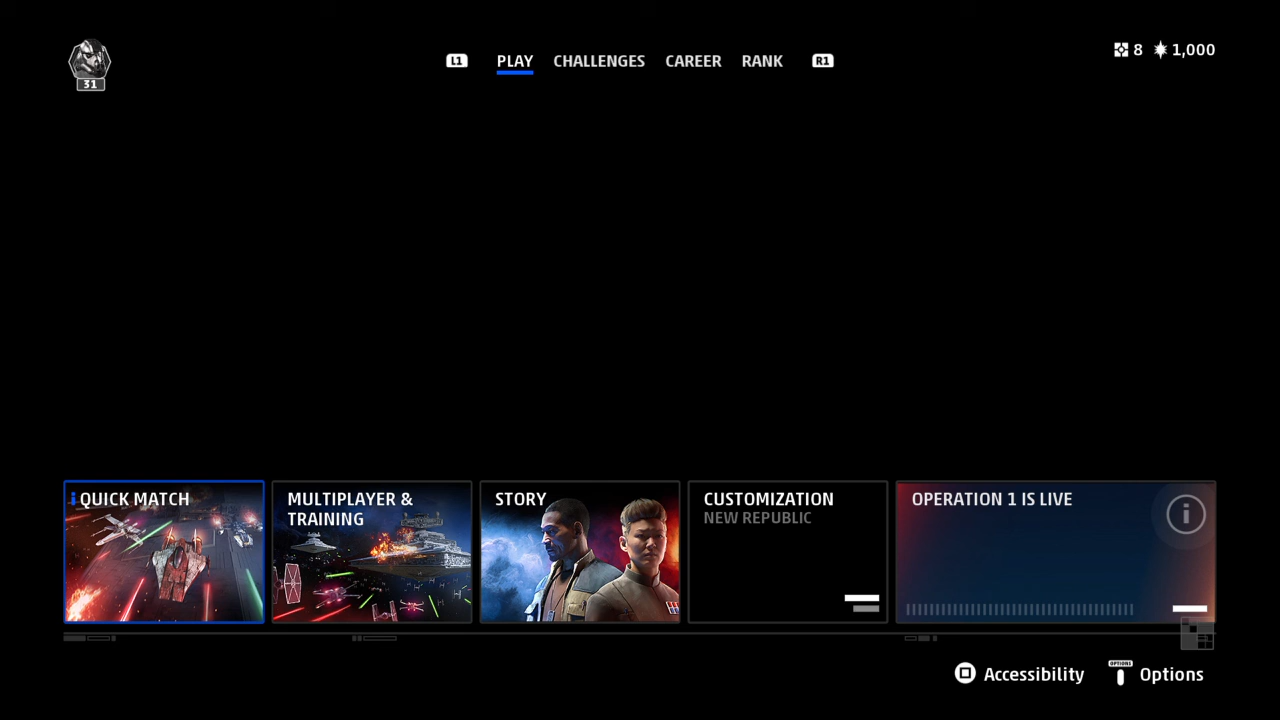 31
L1 PLAY CHALLENGES CAREER RANK R1
8 1,000
QUICK MATCH
MULTIPLAYER &
TRAINING
STORY
CUSTOMIZATION
NEW REPUBLIC
OPERATION 1 IS LIVE
Accessibility
OPTIONS
Options